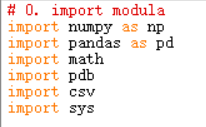 # 0. import modula
import numpy as np
import pandas as pd
import math
import pdb
import csv
import sys